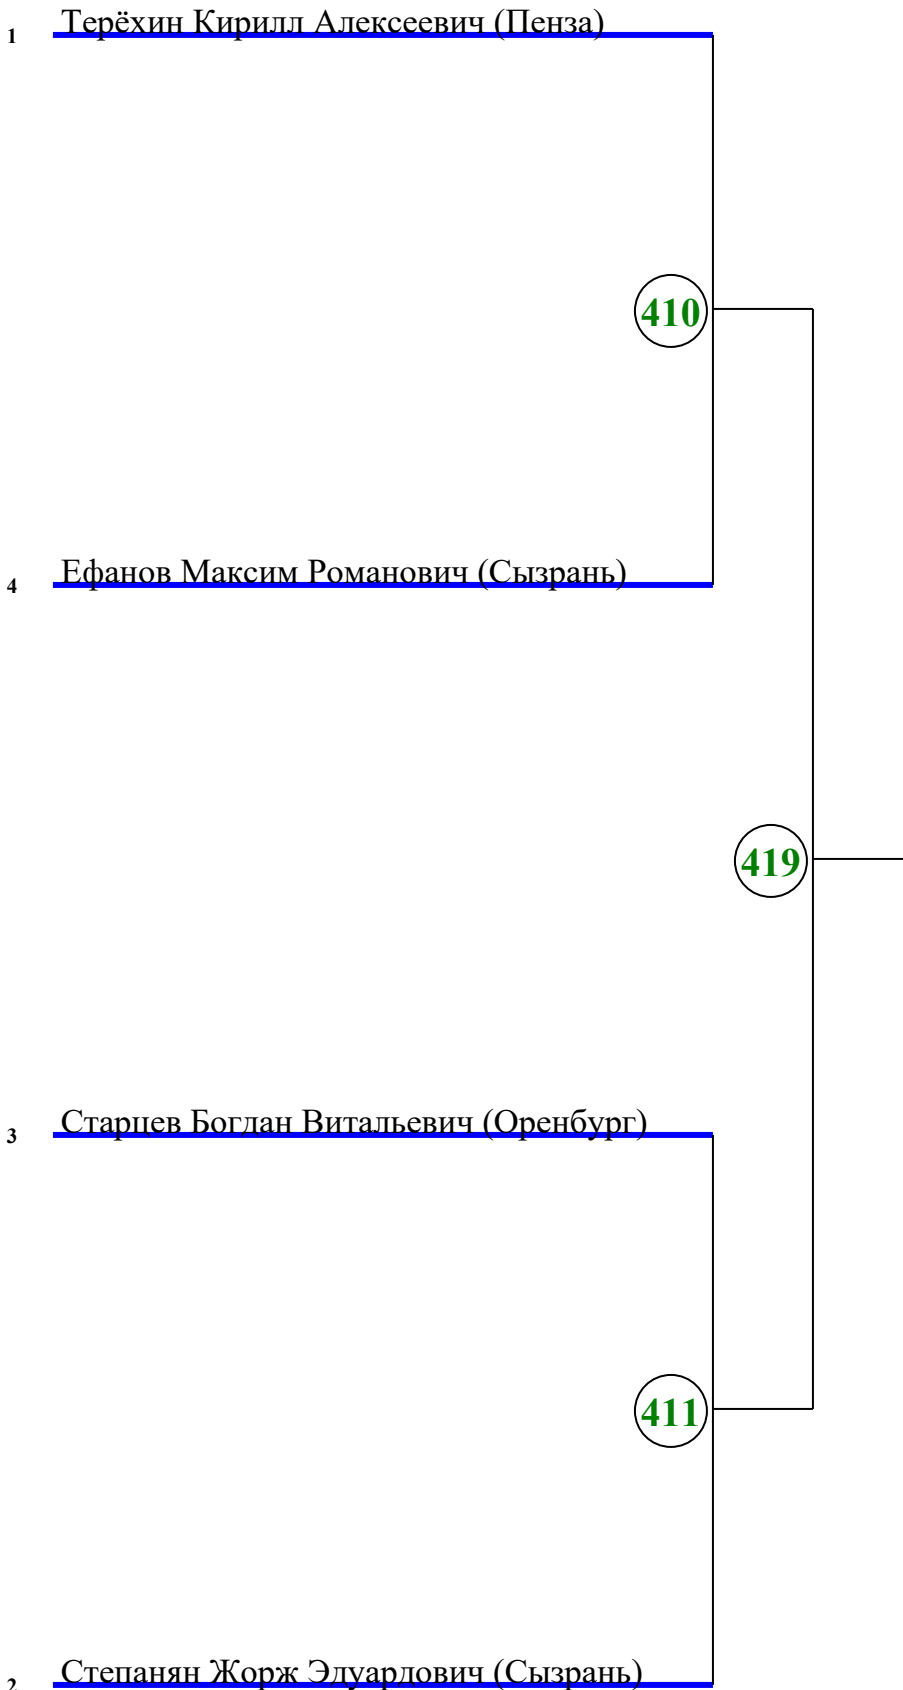 1 Терёхин Кирилл Алексеевич (Пенза)
410
4 Ефанов Максим Романович (Сызрань)
419
3 Старцев Богдан Витальевич (Оренбург)
411
2 Степанян Жорж Эдуардович (Сызрань)